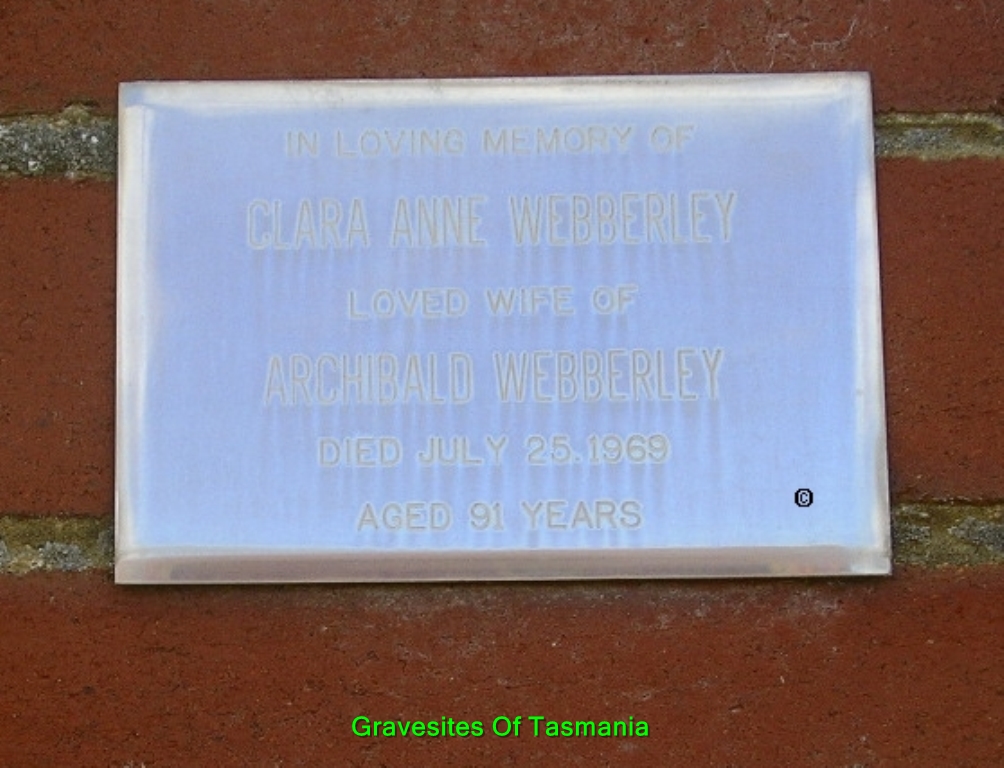 IN LOVING MEMORY OF
CLARA ANNE WEBBERLEY
LOVED WIFE OF
ARCHIBALD WEBBERLEY
DIED JULY 25.1969
AGED 91 YEARS
©
Gravesites Of Tasmania